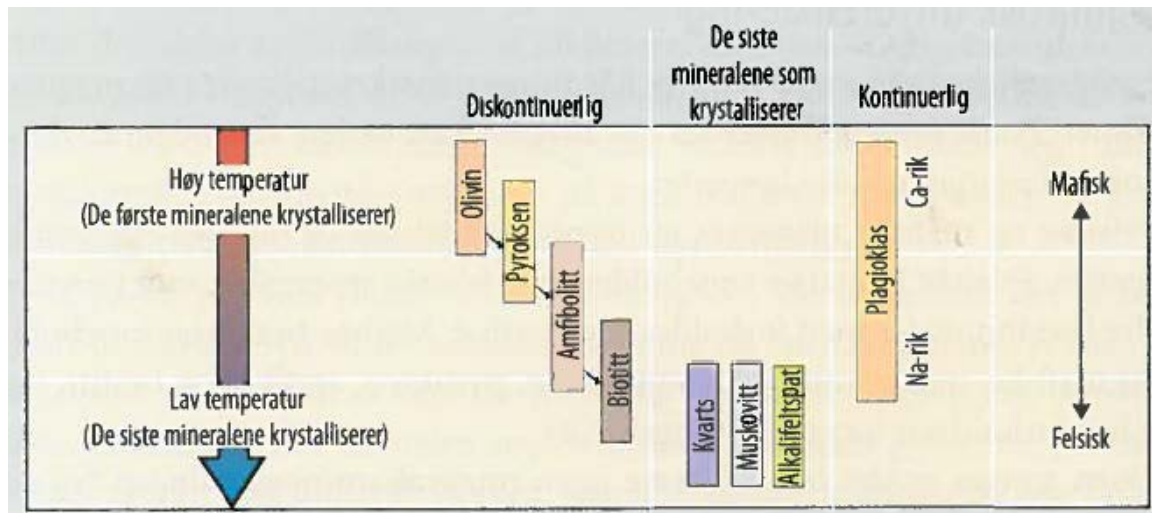 Diskontinuerlig
De siste
mineralene som
krystalliserer
Kontinuerlig
Høy temperatur
(De første mineralene krystalliserer)
Lav temperatur
(De siste mineralene krystalliserer)
Olivin
Pyroksen
Amfibolitt
Biotitt
Kvarts
Muskovitt
Alkalifeltspat
Plagioklas
Ca-rik
Na-rik
Mafisk
Felsisk